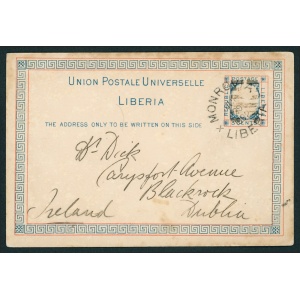 UNION POSTALE UNIVERSELLE
LIBERIA
THE ADDRESS ONLY TO BE WRITTEN ON THIS SIDE
MONRO
LIBERIA
Dr. Dick
Carysfort Avenue
Blackrock
Ireland Dublin